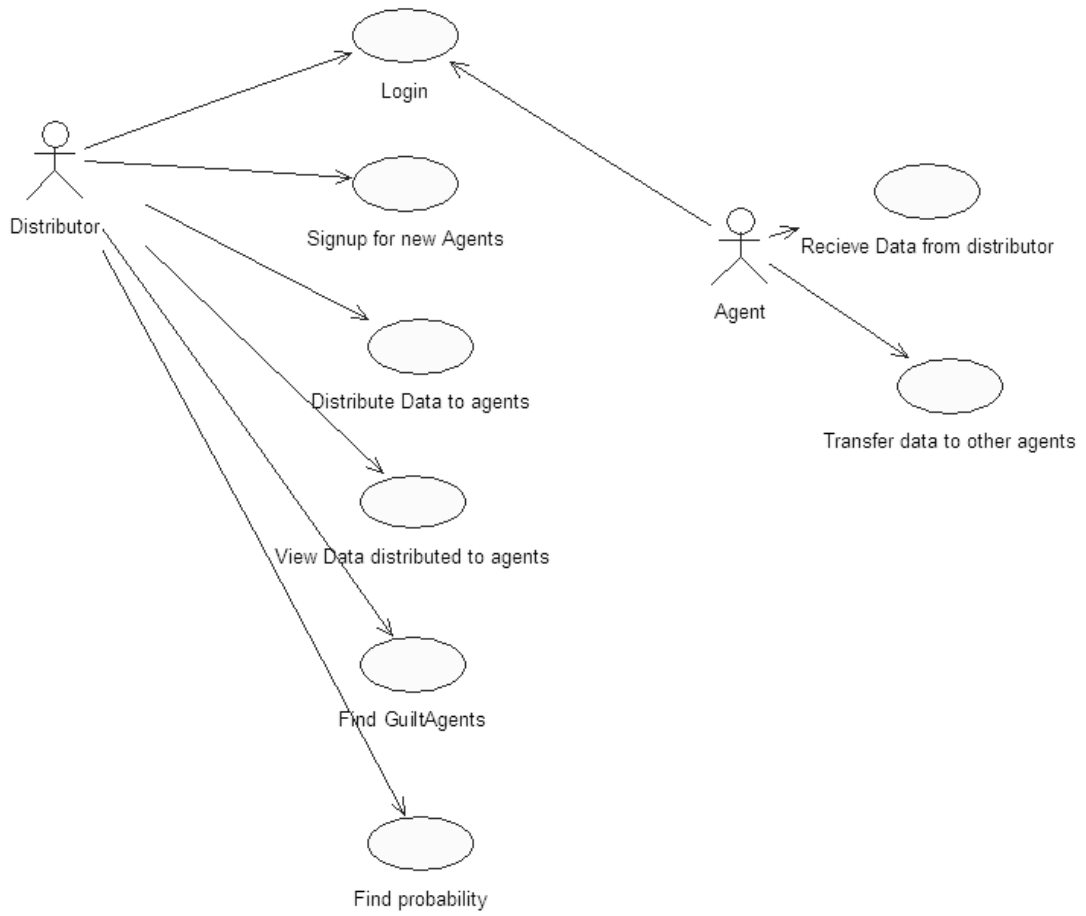 Login
Distributor
Signup for new Agents
Recieve Data from distributor
Agent
Distribute Data to agents
Transfer data to other agents
View Data distributed to agents
Find GuiltAgents
Find probability